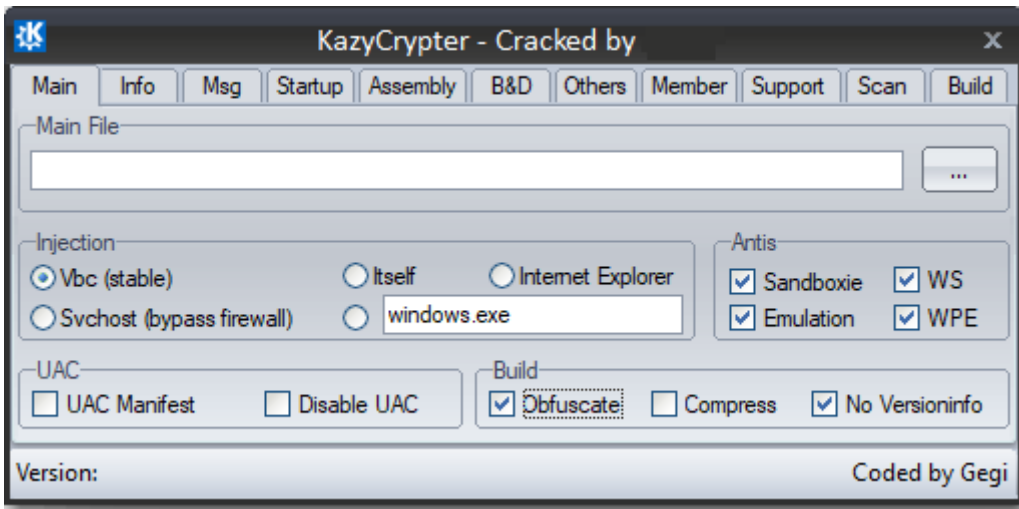 KazyCrypter - Cracked by
x
Main Info Msg Startup Assembly B&D Others Member Support Scan Build
Main File
...
Injection
Vbc (stable) Itself Internet Explorer
Svchost (bypass firewall) windows.exe
Antis
Sandboxie WS
Emulation WPE
UAC
UAC Manifest Disable UAC
Build
Obfuscate Compress No Versioninfo
Version: Coded by Gegi